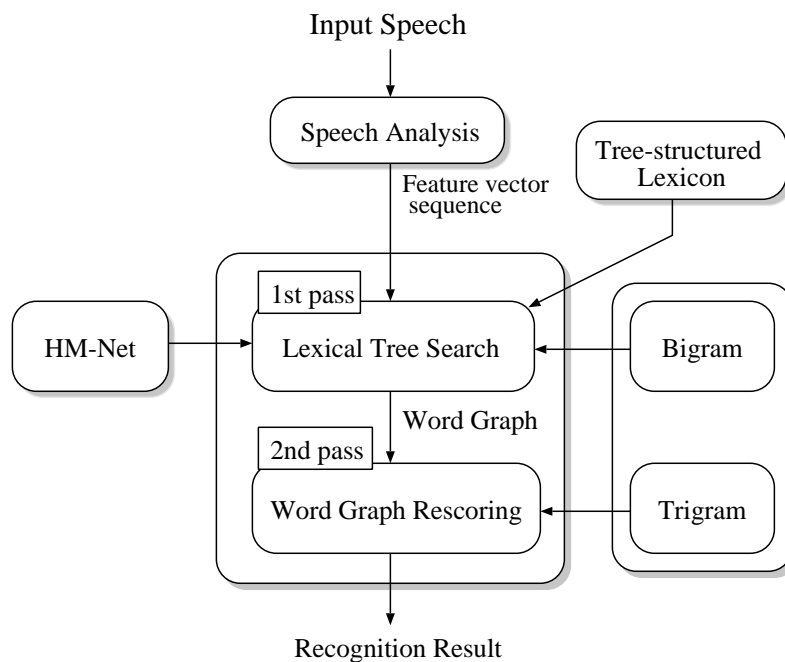 Input Speech
Speech Analysis
Tree-structured
Lexicon
Feature vector
sequence
1st pass
HM-Net
Lexical Tree Search
Bigram
Word Graph
2nd pass
Word Graph Rescoring
Trigram
Recognition Result